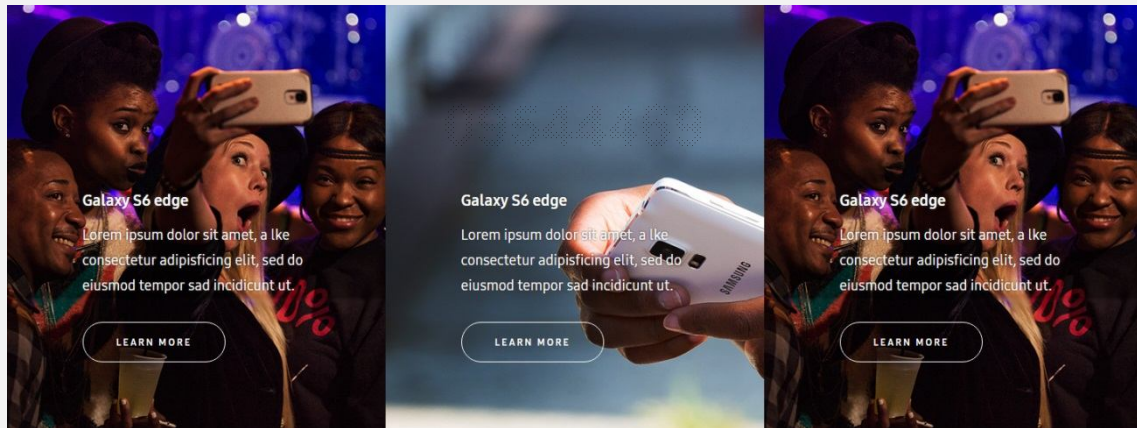 Galaxy S6 edge
Lorem ipsum dolor sit amet, a lke
consectetur adipisficing elit, sed do
eiusmod tempor sad incidicunt ut.
LEARN MORE
Galaxy S6 edge
Lorem ipsum dolor sit amet, a lke
consectetur adipisficing elit, sed do
eiusmod tempor sad incidicunt ut.
LEARN MORE
SAMSUNG
Galaxy S6 edge
Lorem ipsum dolor sit amet, a lke
consectetur adipisficing elit, sed do
eiusmod tempor sad incidicunt ut.
LEARN MORE